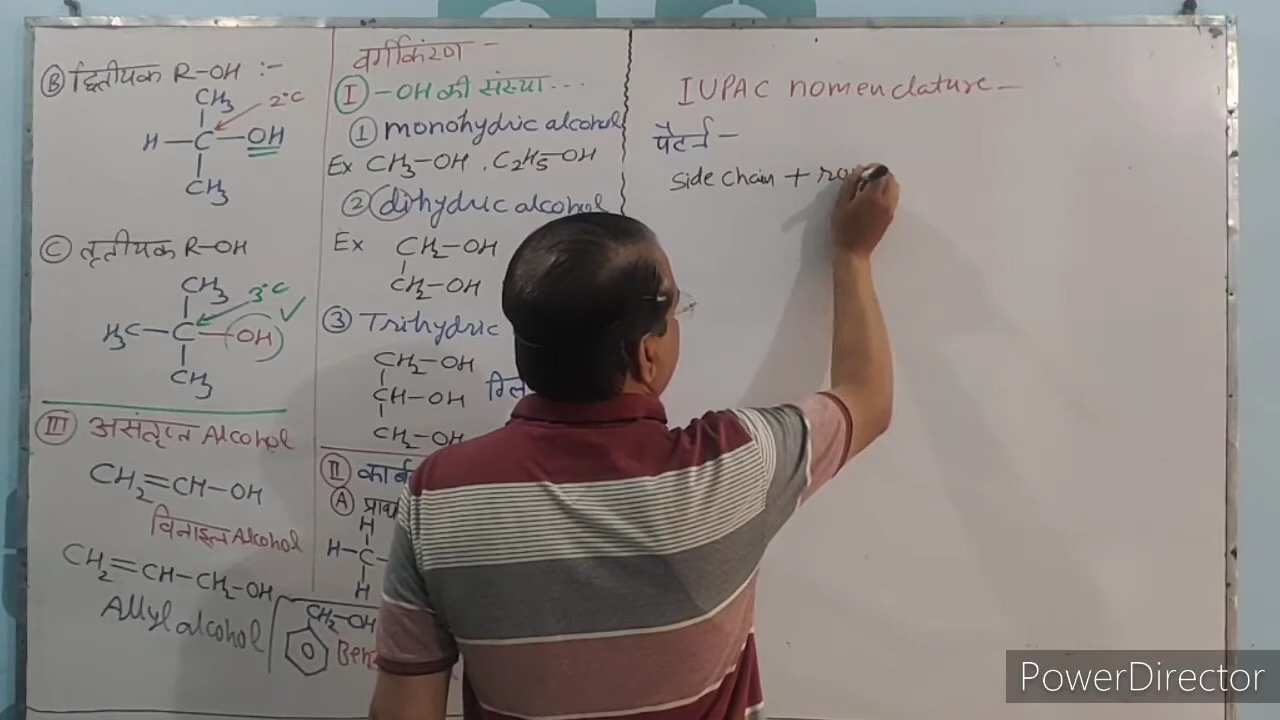 Ⓑ द्वितीयक R-OH :-
CH3
2°C
H-C-OH
CH3
Ⓒ तृतीयक R-OH
CH3
3°C
H3C-C-OH
CH3
Ⅲ असंतृप्त Alcohol
CH2=CH-OH
विनाइल Alcohol
CH2=CH-CH2-OH
Allyl alcohol
CH2-OH
वर्गीकरण -
Ⅰ -OH की संख्या ...
① monohydric alcohol
Ex CH3-OH, C2H5-OH
② dihydric alcohol
Ex CH2-OH
CH2-OH
③ Trihydric
CH2-OH
CH-OH
CH2-OH
Ⅱ
Ⓐ
H
H-C-
H
IUPAC nomenclature -
पैटर्न -
Side chain +
PowerDirector